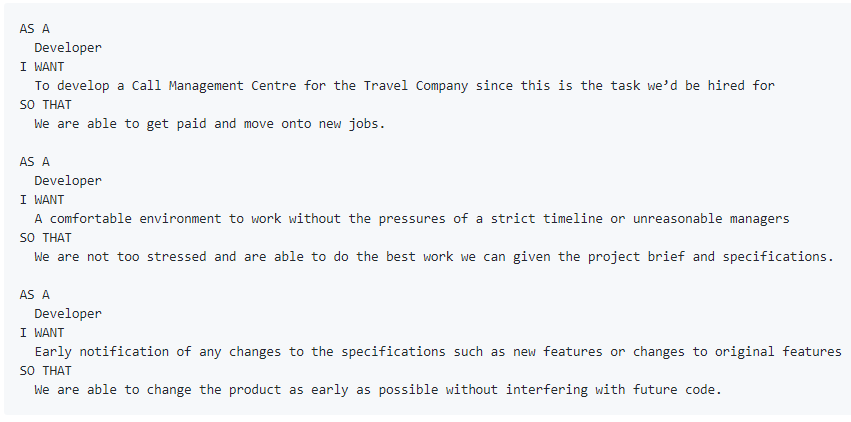 AS A
Developer
I WANT
To develop a Call Management Centre for the Travel Company since this is the task we’d be hired for
SO THAT
We are able to get paid and move onto new jobs.
AS A
Developer
I WANT
A comfortable environment to work without the pressures of a strict timeline or unreasonable managers
SO THAT
We are not too stressed and are able to do the best work we can given the project brief and specifications.
AS A
Developer
I WANT
Early notification of any changes to the specifications such as new features or changes to original features
SO THAT
We are able to change the product as early as possible without interfering with future code.